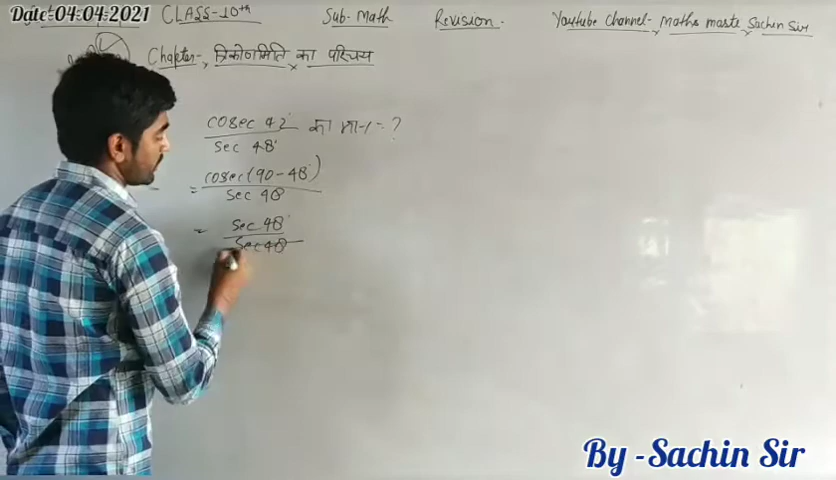 Date:04-04-2021
CLASS-10th
Sub- Math
Revision.
Youtube Channel- Maths maste Sachin Sir
Chapter- त्रिकोणमिति का परिचय
cosec 42° / sec 48° का मान = ?
= cosec(90-48°) / sec 48
= sec 48° / sec 48
By -Sachin Sir